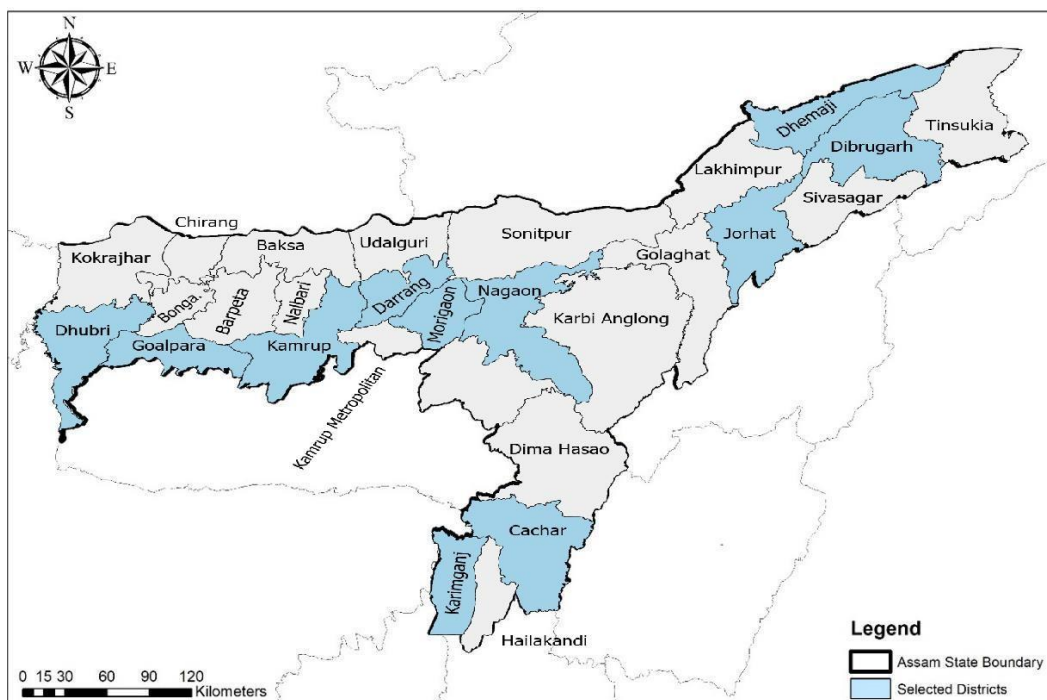 N
W E
S
Dhemaji
Tinsukia
Dibrugarh
Lakhimpur
Sivasagar
Chirang
Baksa
Udalguri
Sonitpur
Jorhat
Kokrajhar
Golaghat
Bonga.
Barpeta
Nalbari
Darrang
Morigaon
Nagaon
Karbi Anglong
Dhubri
Goalpara
Kamrup
Kamrup Metropolitan
Dima Hasao
Cachar
Karimganj
Hailakandi
Legend
Assam State Boundary
Selected Districts
0 15 30 60 90 120
Kilometers